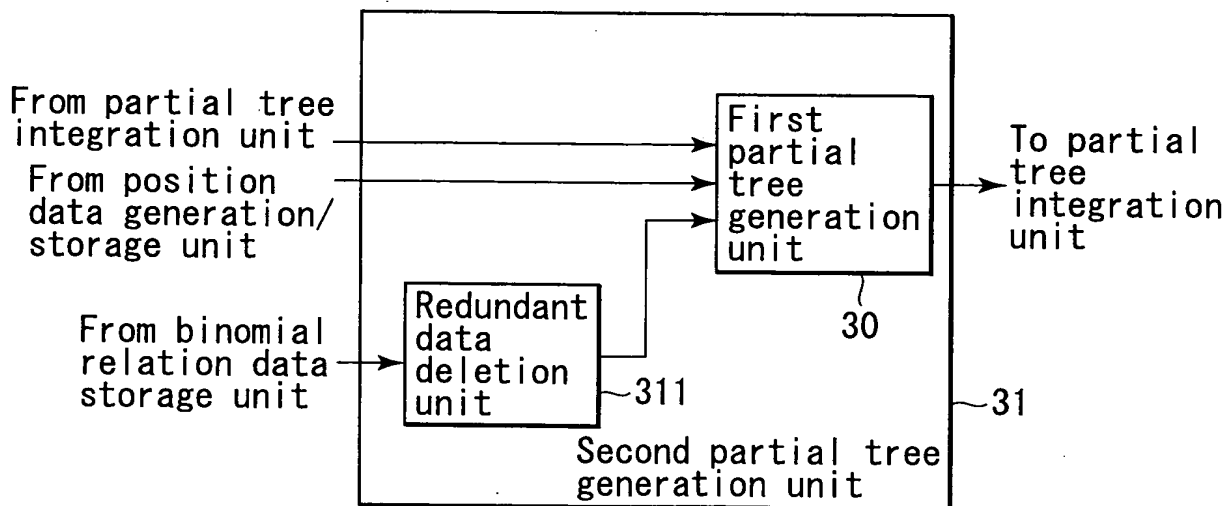 From partial tree
integration unit
From position
data generation/
storage unit
From binomial
relation data
storage unit
Redundant
data
deletion
unit
311
First
partial
tree
generation
unit
30
To partial
tree
integration
unit
31
Second partial tree
generation unit